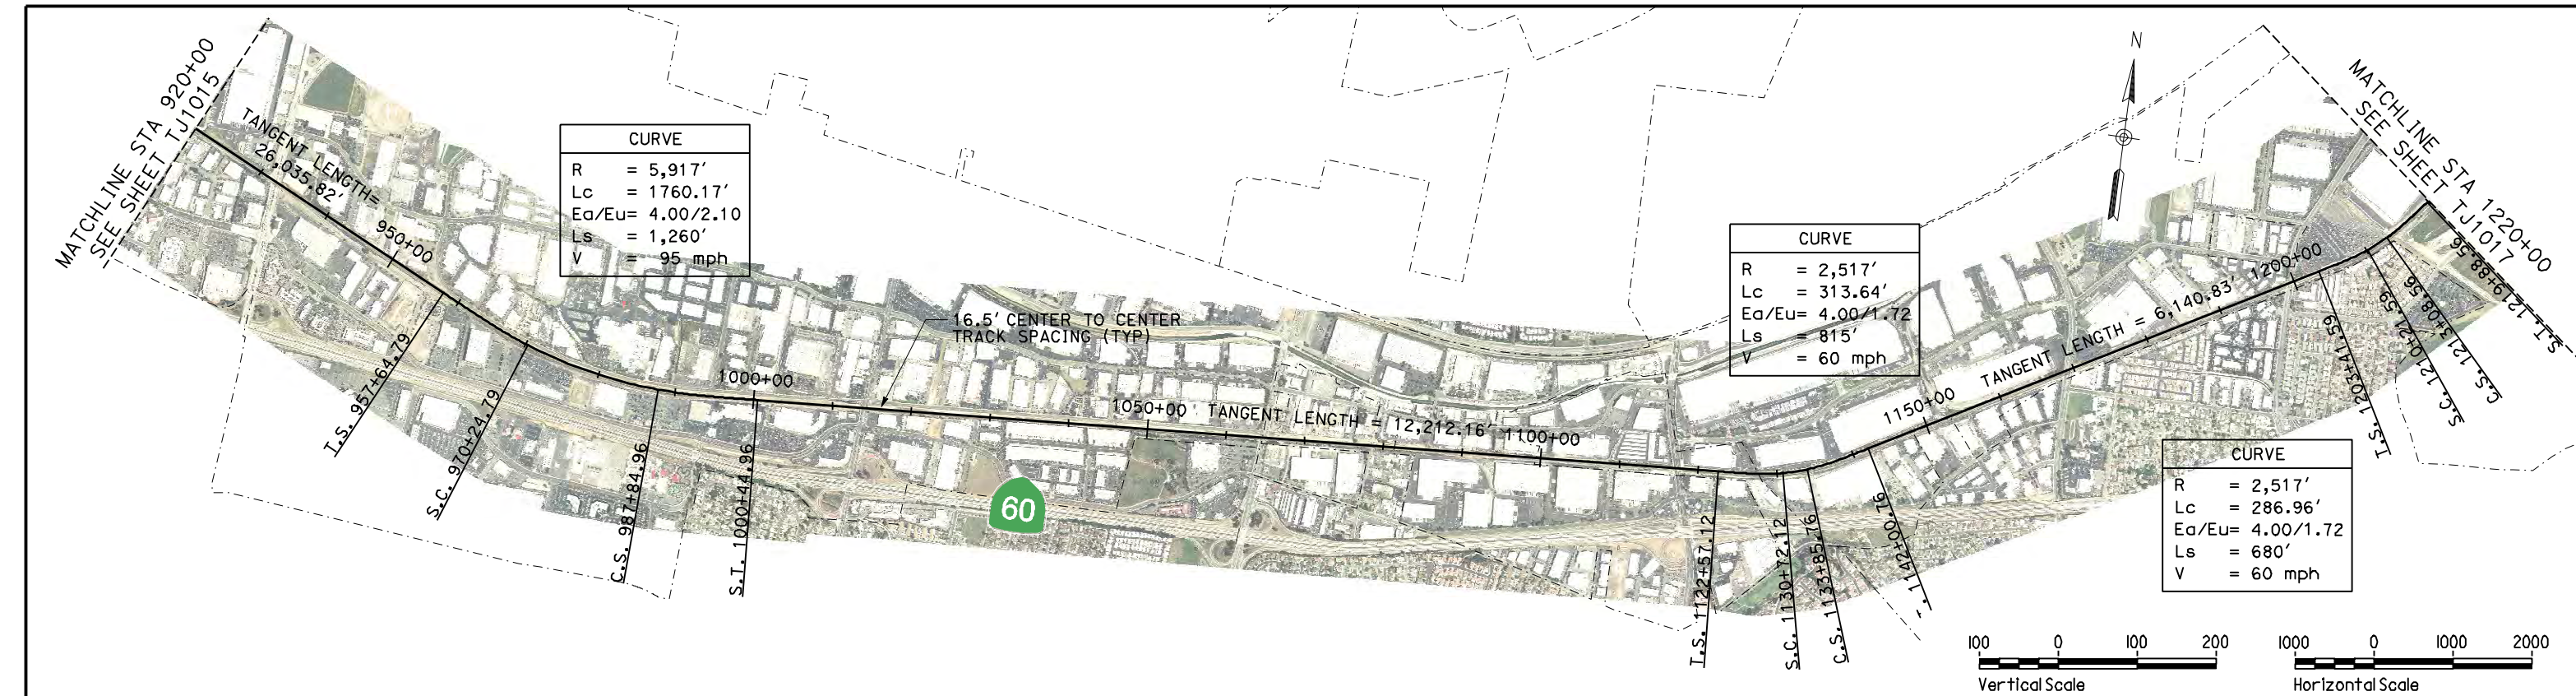 MATCHLINE STA 920+00
SEE SHEET TJ1015
TANGENT LENGTH=
26,035.82′
950+00
T.S. 957+64.79
S.C. 970+24.79
CURVE
R = 5,917′
Lc = 1760.17′
Ea/Eu= 4.00/2.10
Ls = 1,260′
V = 95 mph
C.S. 987+84.96
1000+00
S.T. 1000+44.96
16.5′ CENTER TO CENTER
TRACK SPACING (TYP)
60
1050+00
TANGENT LENGTH = 12,212.16′
1100+00
T.S. 1122+57.12
S.C. 1130+72.12
C.S. 1133+85.76
1142+00.76
CURVE
R = 2,517′
Lc = 313.64′
Ea/Eu= 4.00/1.72
Ls = 815′
V = 60 mph
1150+00
TANGENT LENGTH = 6,140.83′
1200+00
N
T.S. 1203+41.59
S.C. 1210+21.59
C.S. 1213+08.56
S.T. 1219+88.56
MATCHLINE STA 1220+00
SEE SHEET TJ1017
CURVE
R = 2,517′
Lc = 286.96′
Ea/Eu= 4.00/1.72
Ls = 680′
V = 60 mph
100 0 100 200
Vertical Scale
1000 0 1000 2000
Horizontal Scale